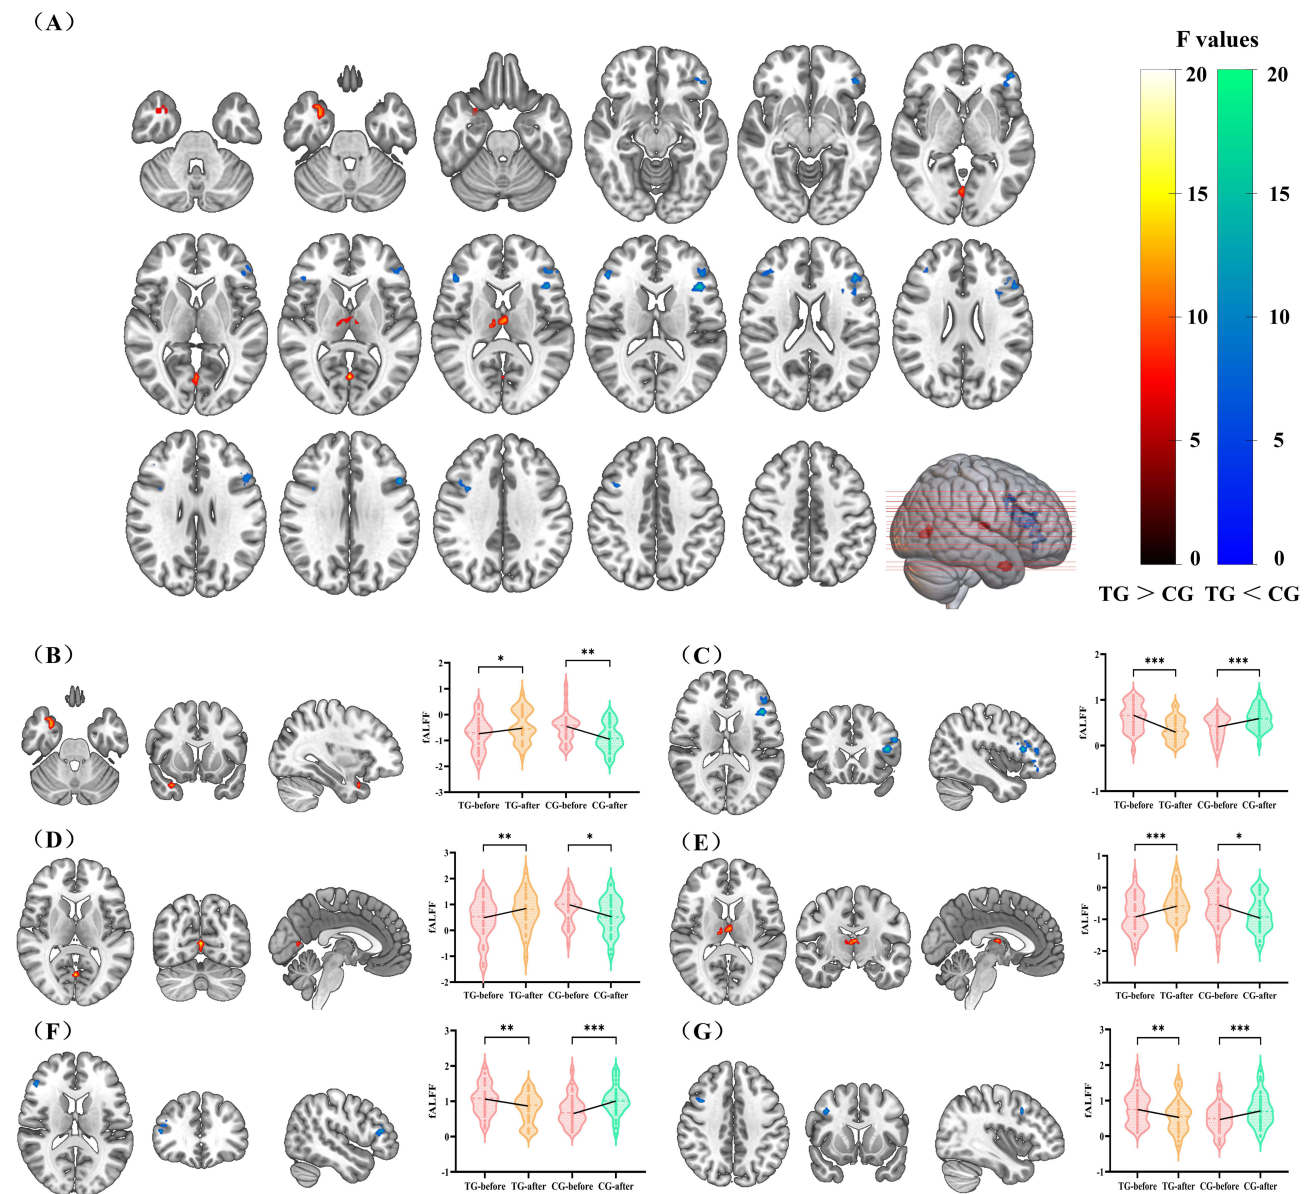 （A）
F values
20
20
15
15
10
10
5
5
0
0
TG > CG TG < CG
（B）
fALFF
2
1
0
-1
-2
-3
*
**
TG-before TG-after CG-before CG-after
（C）
fALFF
2
1
0
-1
***
***
TG-before TG-after CG-before CG-after
（D）
fALFF
3
2
1
0
-1
-2
**
*
TG-before TG-after CG-before CG-after
（E）
fALFF
1
0
-1
-2
-3
***
*
TG-before TG-after CG-before CG-after
（F）
fALFF
3
2
1
0
-1
**
***
TG-before TG-after CG-before CG-after
（G）
fALFF
3
2
1
0
-1
**
***
TG-before TG-after CG-before CG-after